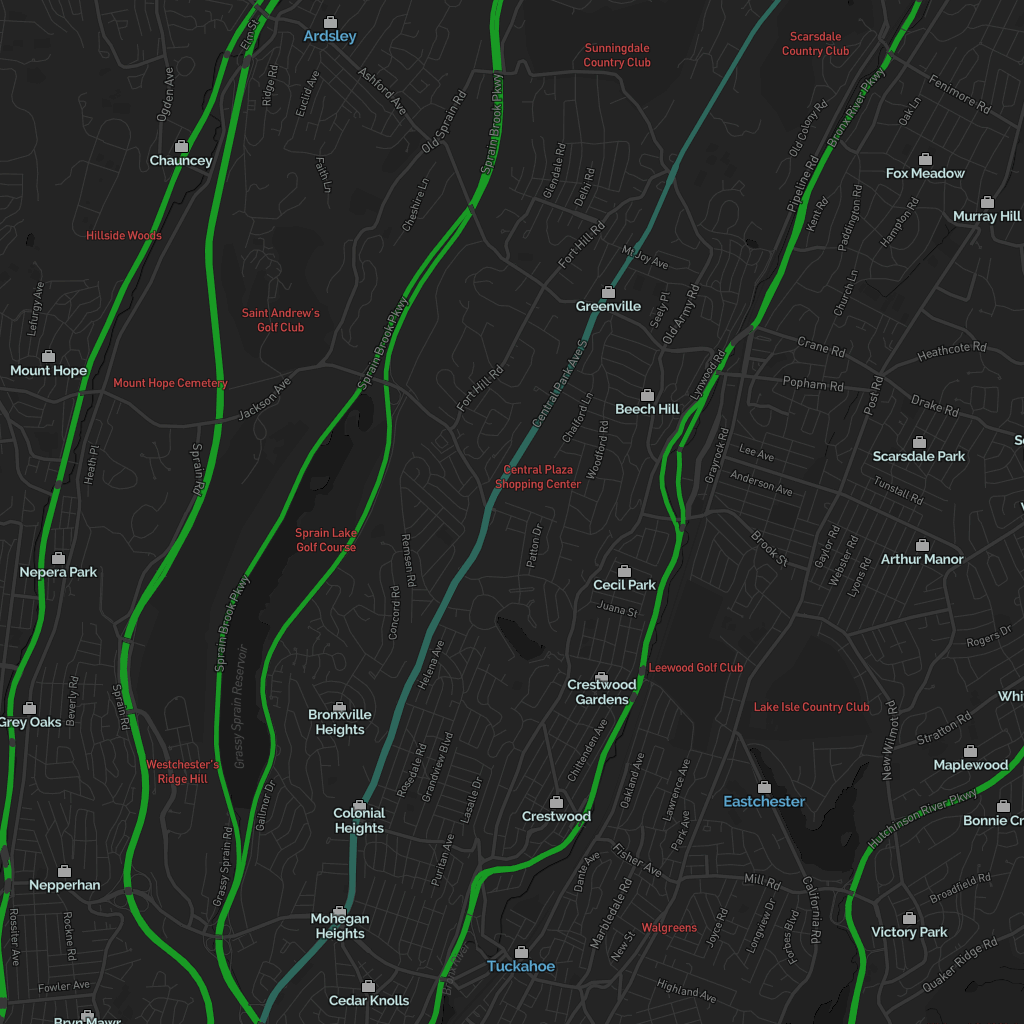 Ardsley
Elm St
Sunningdale
Country Club
Scarsdale
Country Club
Ridge Rd
Euclid Ave
Ogden Ave
Ashford Ave
Old Sprain Rd
Sprain Brook Pkwy
Bronx River Pkwy
Fenimore Rd
Oak Ln
Old Colony Rd
Chauncey
Faith Ln
Cheshire Ln
Glendale Rd
Delhi Rd
Pipeline Rd
Kent Rd
Paddington Rd
Hampton Rd
Fox Meadow
Murray Hill
Hillside Woods
Fort Hill Rd
Mt Joy Ave
Lefurgy Ave
Saint Andrew's
Golf Club
Greenville
Seely Pl
Old Army Rd
Church Ln
Sprain Brook Pkwy
Central Park Ave S
Crane Rd
Heathcote Rd
Mount Hope
Mount Hope Cemetery
Jackson Ave
Fort Hill Rd
Lynwood Rd
Popham Rd
Post Rd
Drake Rd
Beech Hill
Chatford Ln
Woodford Rd
Grayrock Rd
Lee Ave
Anderson Ave
Scarsdale Park
Tunstall Rd
Heath Pl
Sprain Rd
Central Plaza
Shopping Center
Sprain Lake
Golf Course
Patton Dr
Remsen Rd
Concord Rd
Brook St
Gaylor Rd
Webster Rd
Lyons Rd
Arthur Manor
Nepera Park
Cecil Park
Juana St
Sprain Brook Pkwy
Grassy Sprain Reservoir
Helena Ave
Rogers Dr
Leewood Golf Club
Crestwood
Gardens
Lake Isle Country Club
Beverly Rd
Sprain Rd
Grey Oaks
Bronxville
Heights
New Wilmot Rd
Stratton Rd
Maplewood
Westchester's
Ridge Hill
Chittenden Ave
Rosedale Rd
Grandview Blvd
Lasalle Dr
Oakland Ave
Lawrence Ave
Park Ave
Eastchester
Hutchinson River Pkwy
Gailmor Dr
Colonial
Heights
Crestwood
Grassy Sprain Rd
Puritan Ave
Dante Ave
Fisher Ave
Mill Rd
California Rd
Broadfield Rd
Nepperhan
Mohegan
Heights
Marbledale Rd
New St
Walgreens
Joyce Rd
Longview Dr
Forbes Blvd
Victory Park
Quaker Ridge Rd
Rossiter Ave
Rockne Rd
Tuckahoe
Fowler Ave
Cedar Knolls
Highland Ave
Bryn Mawr